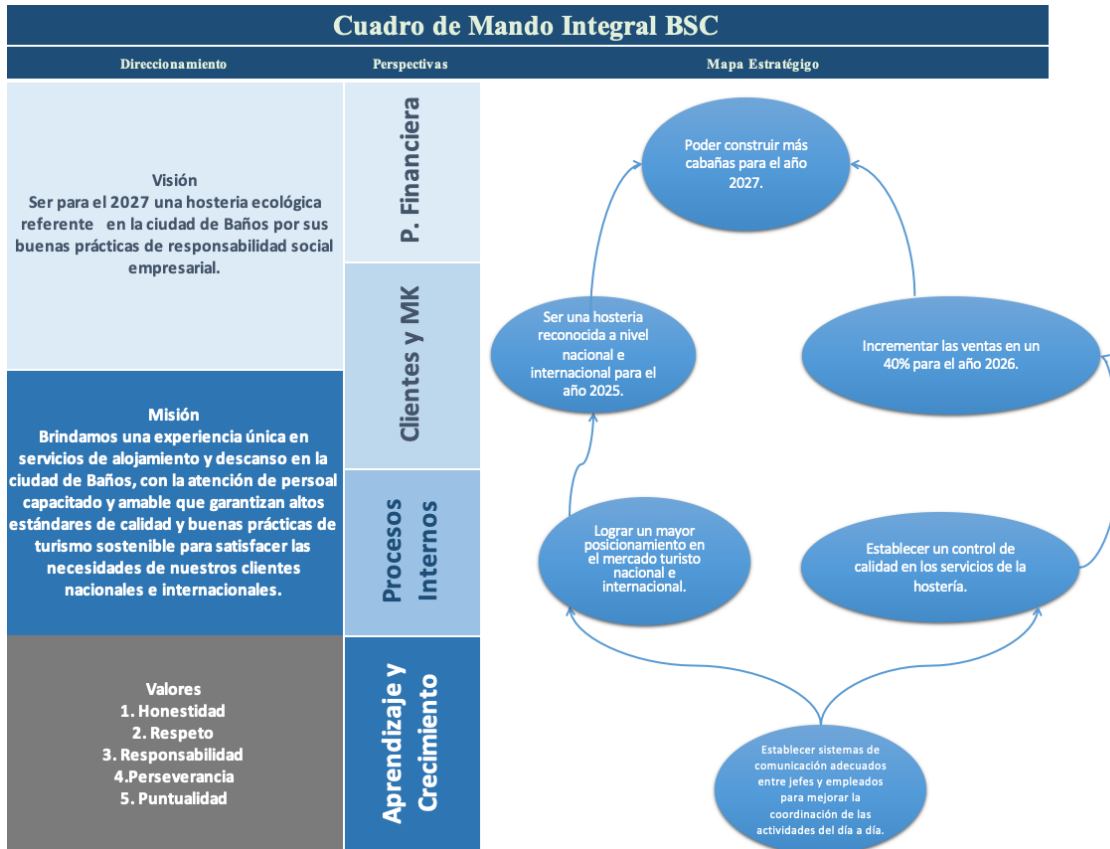 Cuadro de Mando Integral BSC
Direccionamiento
Perspectivas
Mapa Estratégigo
Visión
Ser para el 2027 una hosteria ecológica
referente en la ciudad de Baños por sus
buenas prácticas de responsabilidad social
empresarial.
Misión
Brindamos una experiencia única en
servicios de alojamiento y descanso en la
ciudad de Baños, con la atención de persoal
capacitado y amable que garantizan altos
estándares de calidad y buenas prácticas de
turismo sostenible para satisfacer las
necesidades de nuestros clientes
nacionales e internacionales.
Valores
1. Honestidad
2. Respeto
3. Responsabilidad
4.Perseverancia
5. Puntualidad
P. Financiera
Clientes y MK
Procesos
Internos
Aprendizaje y
Crecimiento
Poder construir más
cabañas para el año
2027.
Ser una hosteria
reconocida a nivel
nacional e
internacional para el
año 2025.
Incrementar las ventas en un
40% para el año 2026.
Lograr un mayor
posicionamiento en
el mercado turisto
nacional e
internacional.
Establecer un control de
calidad en los servicios de la
hostería.
Establecer sistemas de
comunicación adecuados
entre jefes y empleados
para mejorar la
coordinación de las
actividades del día a día.